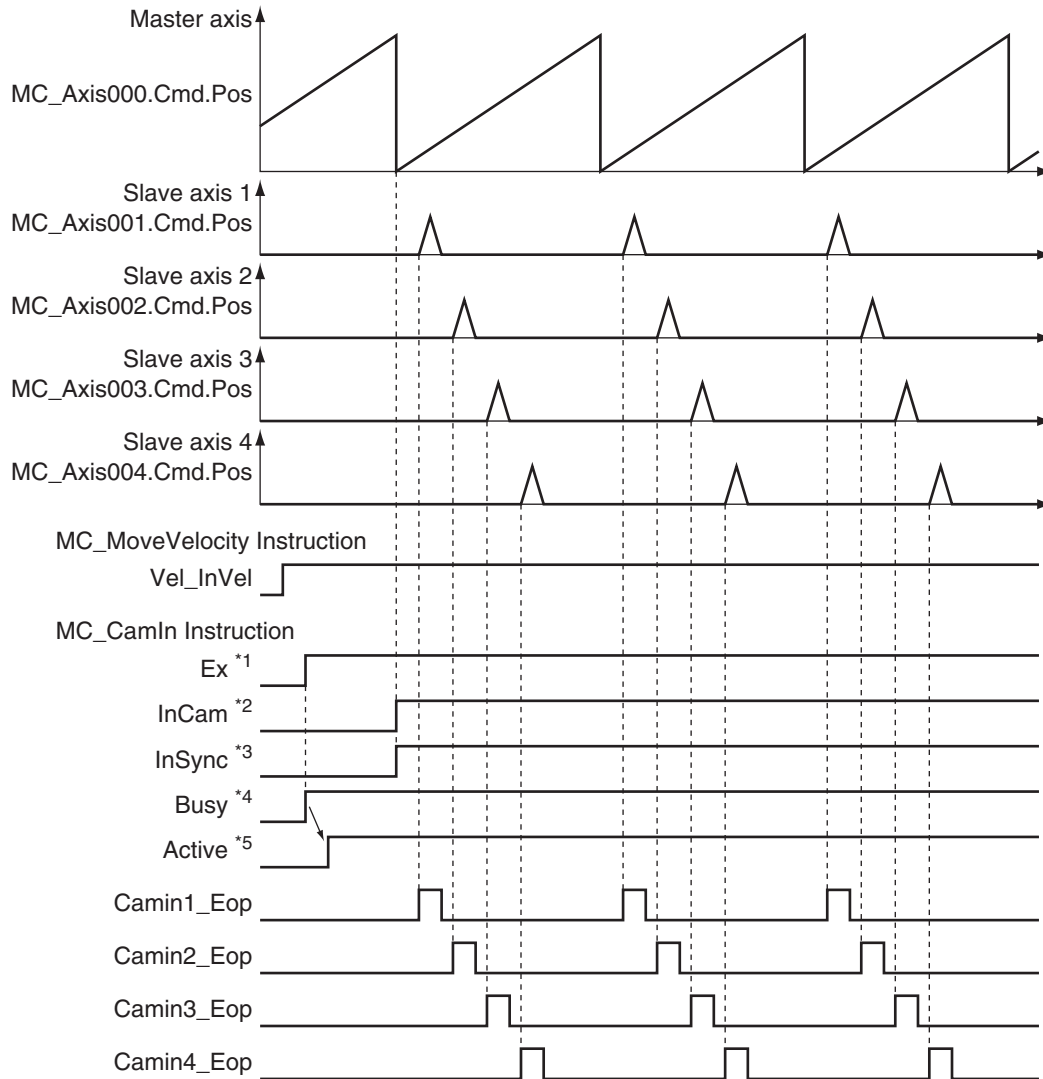 Master axis
MC_Axis000.Cmd.Pos
Slave axis 1
MC_Axis001.Cmd.Pos
Slave axis 2
MC_Axis002.Cmd.Pos
Slave axis 3
MC_Axis003.Cmd.Pos
Slave axis 4
MC_Axis004.Cmd.Pos
MC_MoveVelocity Instruction
Vel_InVel
MC_CamIn Instruction
Ex *1
InCam *2
InSync *3
Busy *4
Active *5
Camin1_Eop
Camin2_Eop
Camin3_Eop
Camin4_Eop